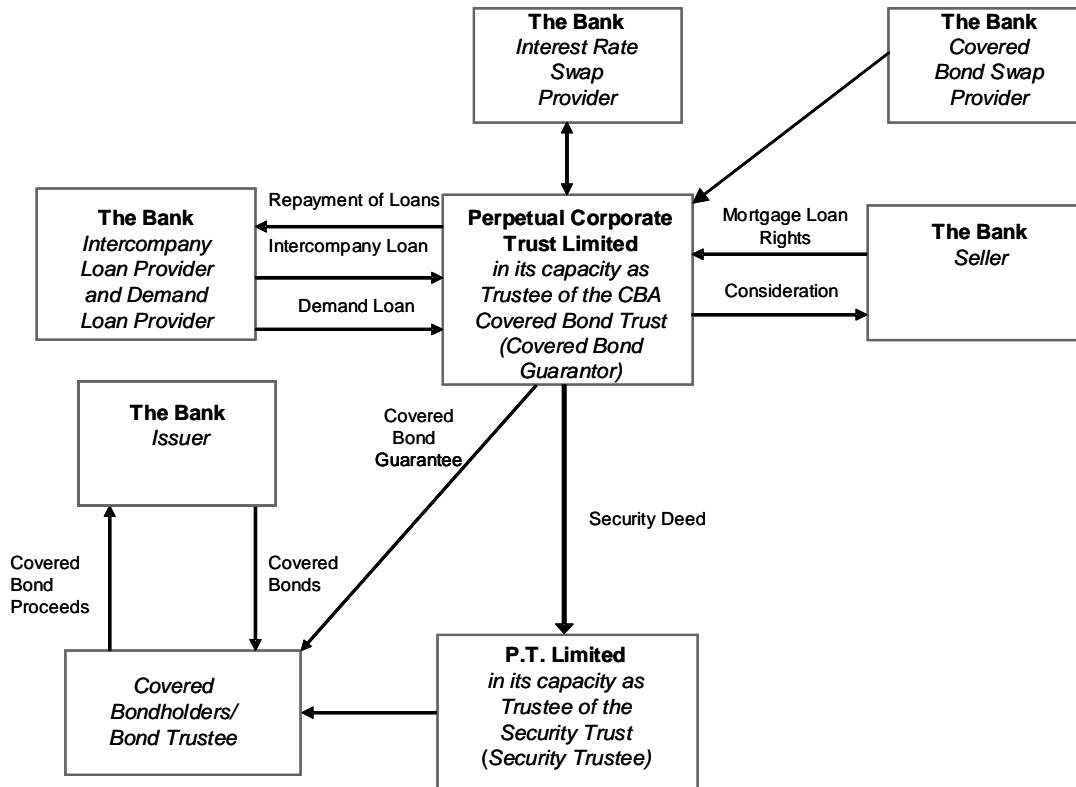 The Bank
Interest Rate
Swap
Provider
The Bank
Covered
Bond Swap
Provider
The Bank
Intercompany
Loan Provider
and Demand
Loan Provider
Repayment of Loans
Intercompany Loan
Demand Loan
Perpetual Corporate
Trust Limited
in its capacity as
Trustee of the CBA
Covered Bond Trust
(Covered Bond
Guarantor)
Mortgage Loan
Rights
Consideration
The Bank
Seller
The Bank
Issuer
Covered
Bond
Guarantee
Security Deed
Covered
Bond
Proceeds
Covered
Bonds
Covered
Bondholders/
Bond Trustee
P.T. Limited
in its capacity as
Trustee of the
Security Trust
(Security Trustee)